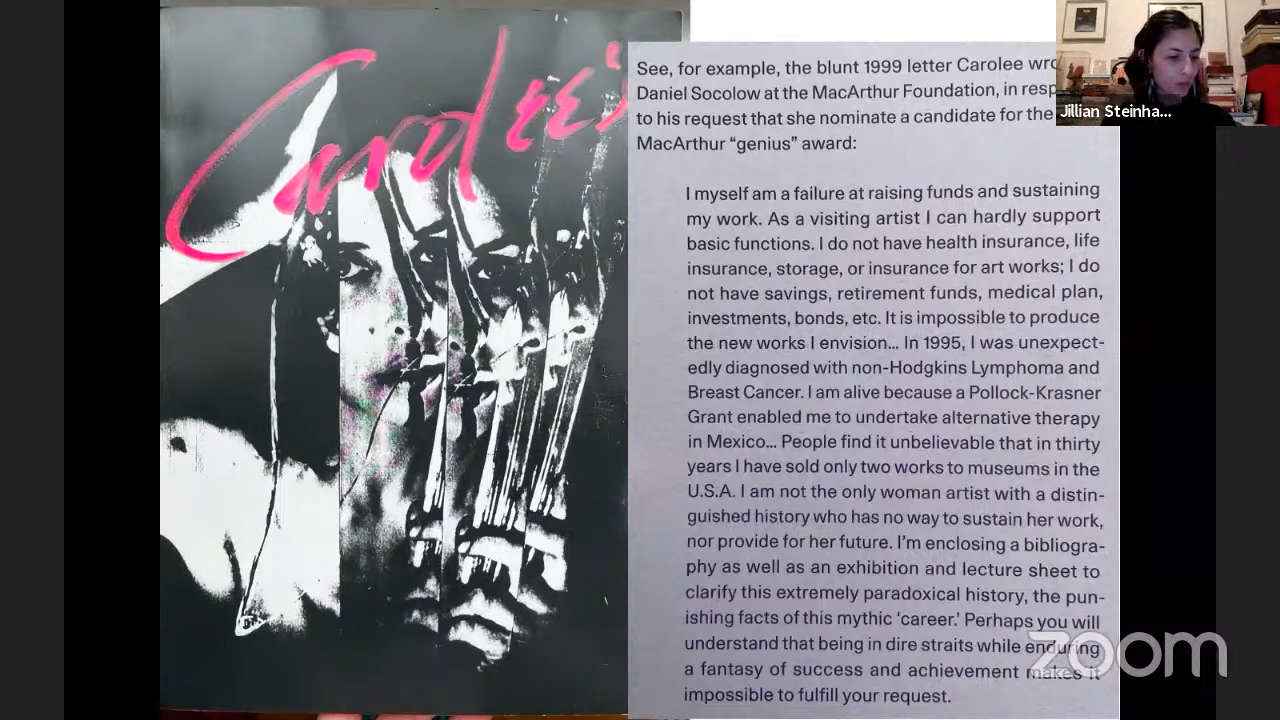 Carolee's
See, for example, the blunt 1999 letter Carolee
Daniel Socolow at the MacArthur Foundation, in
to his request that she nominate a candidate for the
MacArthur “genius” award:
I myself am a failure at raising funds and sustaining
my work. As a visiting artist I can hardly support
basic functions. I do not have health insurance, life
insurance, storage, or insurance for art works; I do
not have savings, retirement funds, medical plan,
investments, bonds, etc. It is impossible to produce
the new works I envision... In 1995, I was unexpect-
edly diagnosed with non-Hodgkins Lymphoma and
Breast Cancer. I am alive because a Pollock-Krasner
Grant enabled me to undertake alternative therapy
in Mexico... People find it unbelievable that in thirty
years I have sold only two works to museums in the
U.S.A. I am not the only woman artist with a distin-
guished history who has no way to sustain her work,
nor provide for her future. I’m enclosing a bibliogra-
phy as well as an exhibition and lecture sheet to
clarify this extremely paradoxical history, the pun-
ishing facts of this mythic ‘career.’ Perhaps you will
understand that being in dire straits while enduring
a fantasy of success and achievement makes it
impossible to fulfill your request.
Jillian Steinha...
zoom